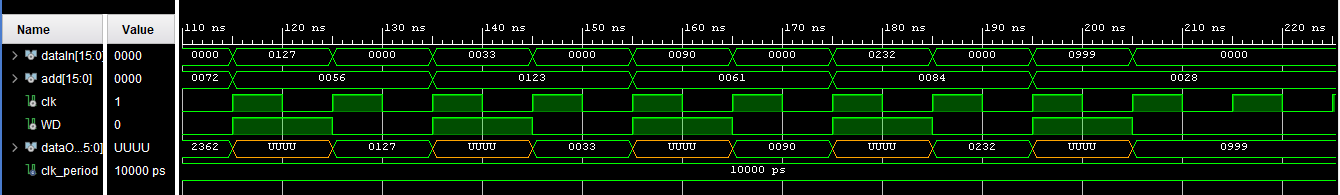 Name Value 110 ns 120 ns 130 ns 140 ns 150 ns 160 ns 170 ns 180 ns 190 ns 200 ns 210 ns 220 ns
dataIn[15:0] 0000 0000 0127 0000 0033 0000 0090 0000 0232 0000 0999 0000
add[15:0] 0000 0072 0056 0123 0061 0084 0028
clk 1
WD 0
dataO...5:0] UUUU 2362 UUUU 0127 UUUU 0033 UUUU 0090 UUUU 0232 UUUU 0999
clk_period 10000 ps 10000 ps